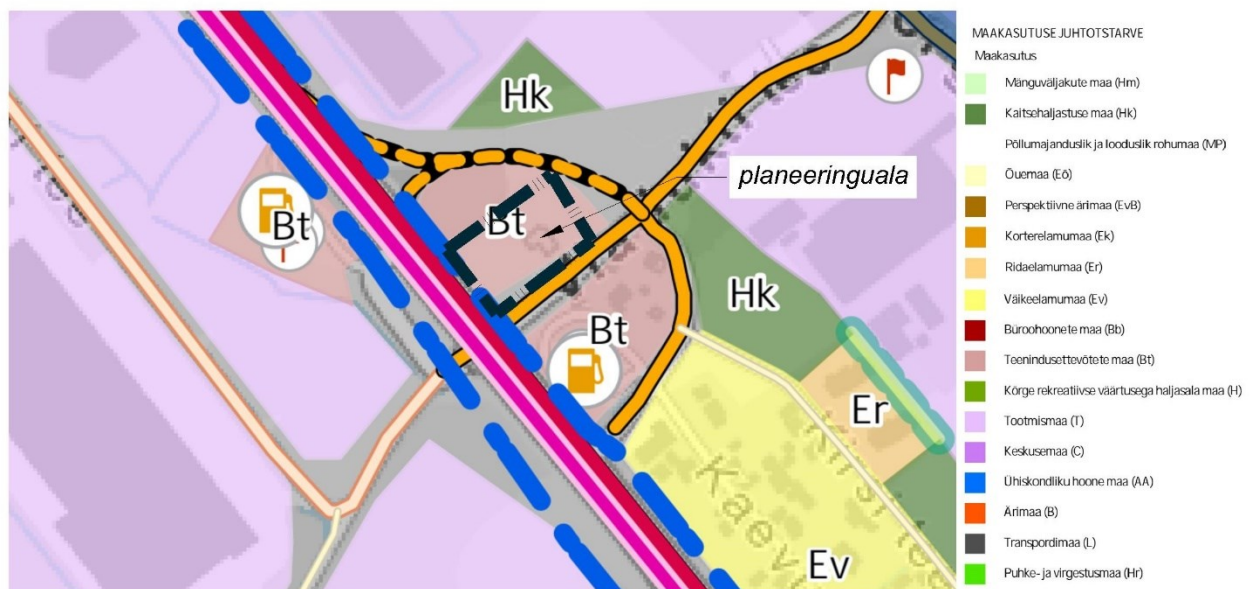 Hk
Bt
Bt
planeeringuala
Bt
Hk
Er
Ev
MAAKASUTUSE JUHTOTSTARVE
Maakasutus
Mänguväljakute maa (Hm)
Kaitsehaljastuse maa (Hk)
Põllumajanduslik ja looduslik rohumaa (MP)
Õuemaa (Eõ)
Perspektiivne ärimaa (EvB)
Korterelamumaa (Ek)
Ridaelamumaa (Er)
Väikeelamumaa (Ev)
Büroohoonete maa (Bb)
Teenindusettevõtete maa (Bt)
Kõrge rekreatiivse väärtusega haljasala maa (H)
Tootmismaa (T)
Keskusemaa (C)
Ühiskondliku hoone maa (AA)
Ärimaa (B)
Transpordimaa (L)
Puhke- ja virgestusmaa (Hr)